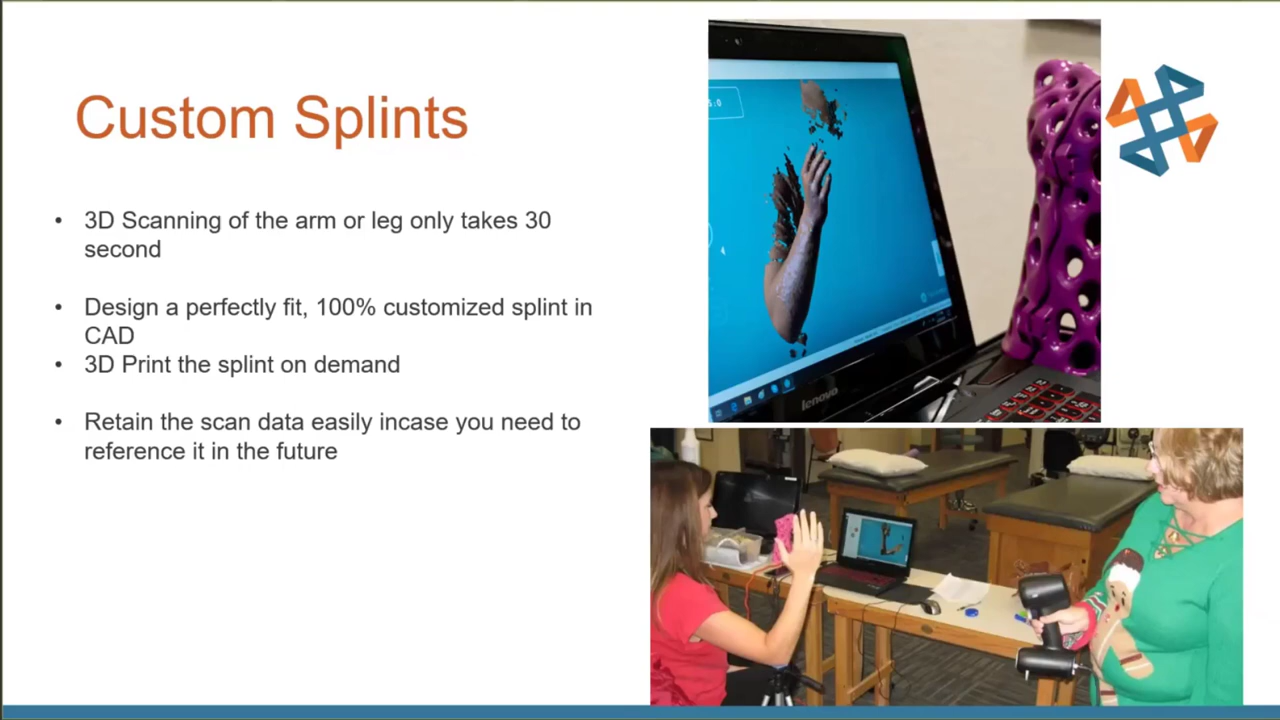 Custom Splints
• 3D Scanning of the arm or leg only takes 30
second
• Design a perfectly fit, 100% customized splint in
CAD
• 3D Print the splint on demand
• Retain the scan data easily incase you need to
reference it in the future
lenovo